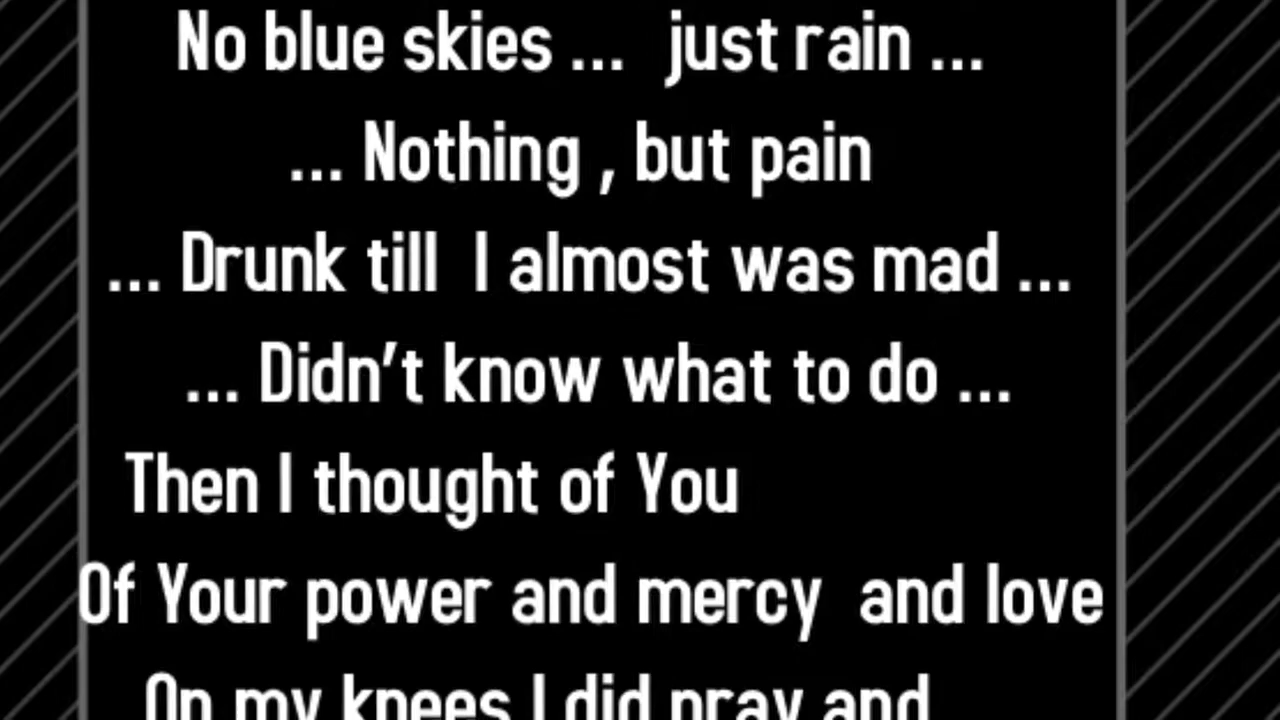 No blue skies ... just rain ...
... Nothing , but pain
... Drunk till I almost was mad ...
... Didn't know what to do ...
Then I thought of You
Of Your power and mercy and love
On my knees I did pray and